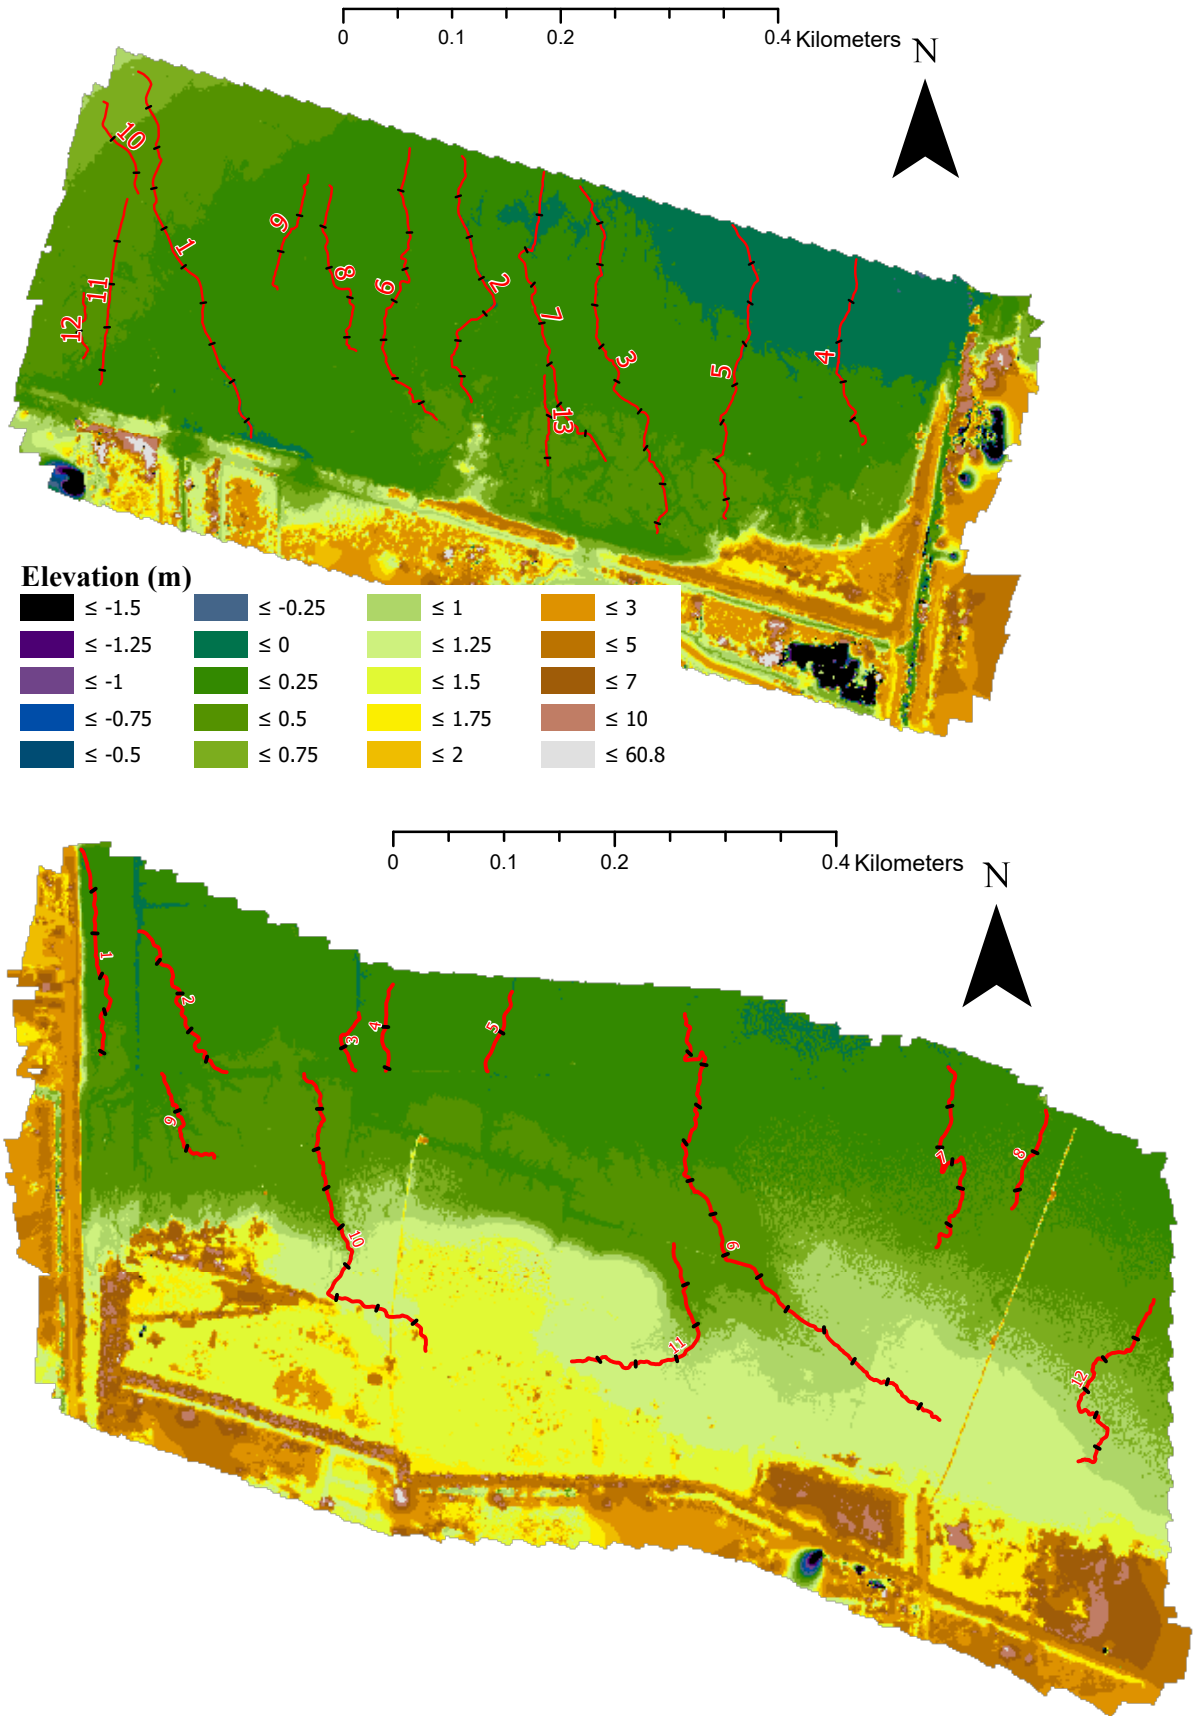 0 0.1 0.2 0.4 Kilometers
N
10
1
9
8
6
2
7
3
5
4
11
12
13
Elevation (m)
≤ -1.5 ≤ -0.25 ≤ 1 ≤ 3
≤ -1.25 ≤ 0 ≤ 1.25 ≤ 5
≤ -1 ≤ 0.25 ≤ 1.5 ≤ 7
≤ -0.75 ≤ 0.5 ≤ 1.75 ≤ 10
≤ -0.5 ≤ 0.75 ≤ 2 ≤ 60.8
0 0.1 0.2 0.4 Kilometers
N
1
2
3
4
5
9
7
8
10
6
11
12